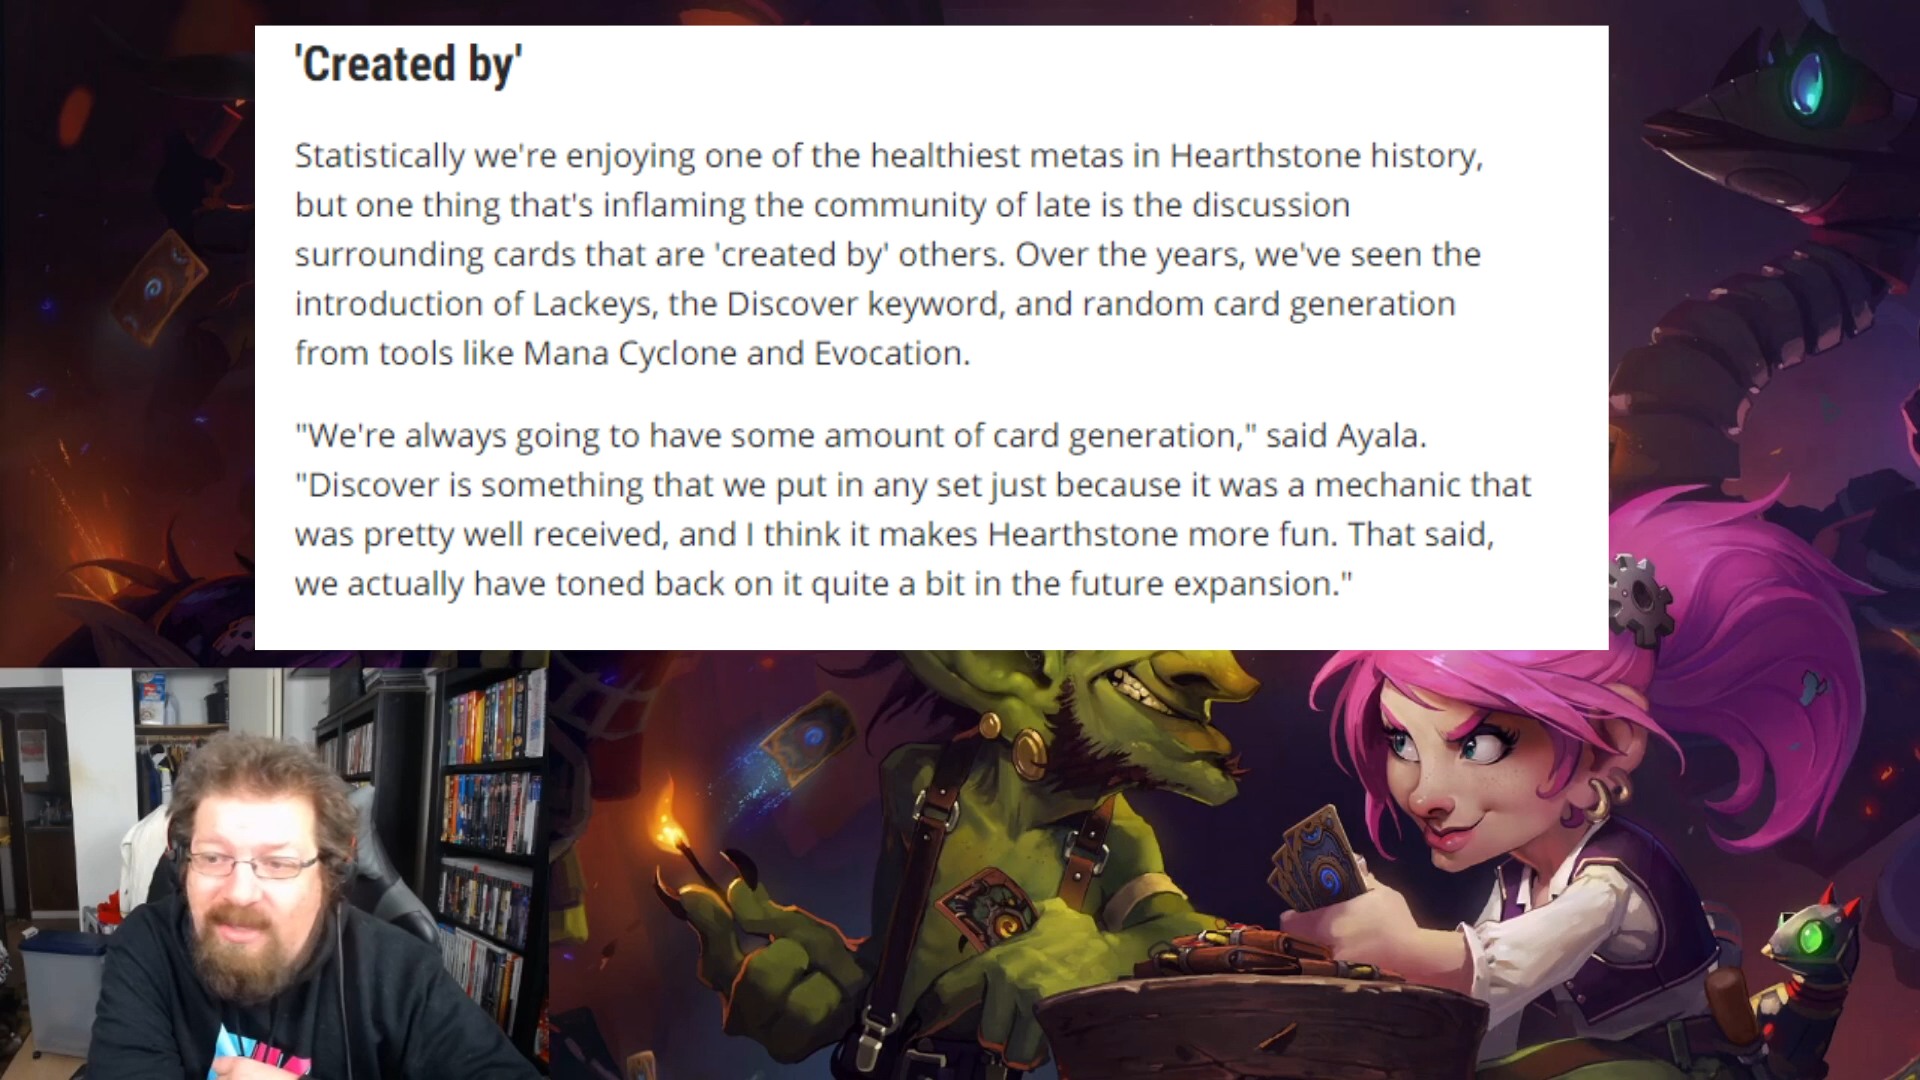 'Created by'
Statistically we're enjoying one of the healthiest metas in Hearthstone history,
but one thing that's inflaming the community of late is the discussion
surrounding cards that are 'created by' others. Over the years, we've seen the
introduction of Lackeys, the Discover keyword, and random card generation
from tools like Mana Cyclone and Evocation.
"We're always going to have some amount of card generation," said Ayala.
"Discover is something that we put in any set just because it was a mechanic that
was pretty well received, and I think it makes Hearthstone more fun. That said,
we actually have toned back on it quite a bit in the future expansion."